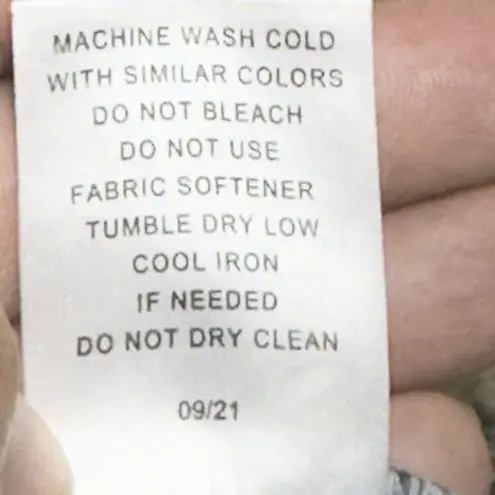 MACHINE WASH COLD
WITH SIMILAR COLORS
DO NOT BLEACH
DO NOT USE
FABRIC SOFTENER
TUMBLE DRY LOW
COOL IRON
IF NEEDED
DO NOT DRY CLEAN
09/21